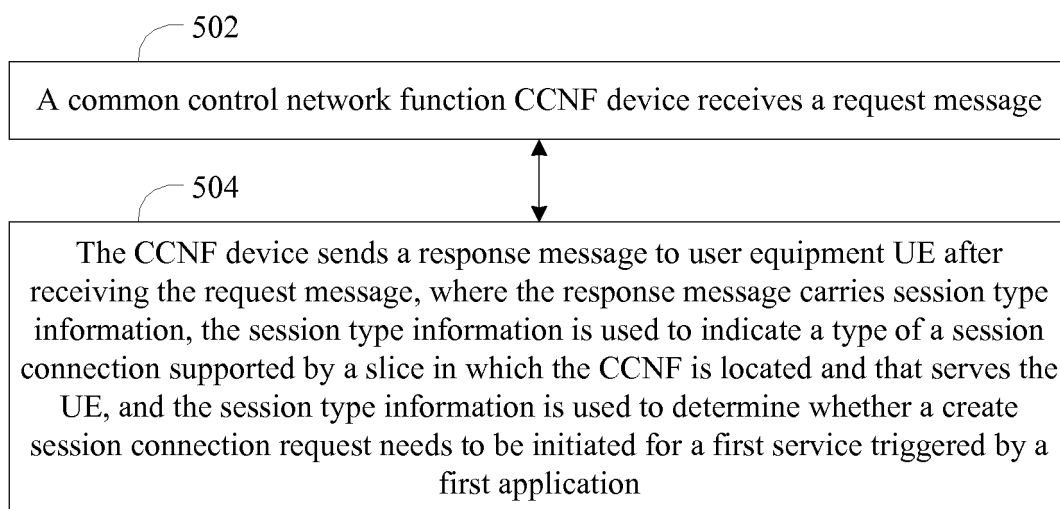 502
A common control network function CCNF device receives a request message
504
The CCNF device sends a response message to user equipment UE after
receiving the request message, where the response message carries session type
information, the session type information is used to indicate a type of a session
connection supported by a slice in which the CCNF is located and that serves the
UE, and the session type information is used to determine whether a create
session connection request needs to be initiated for a first service triggered by a
first application